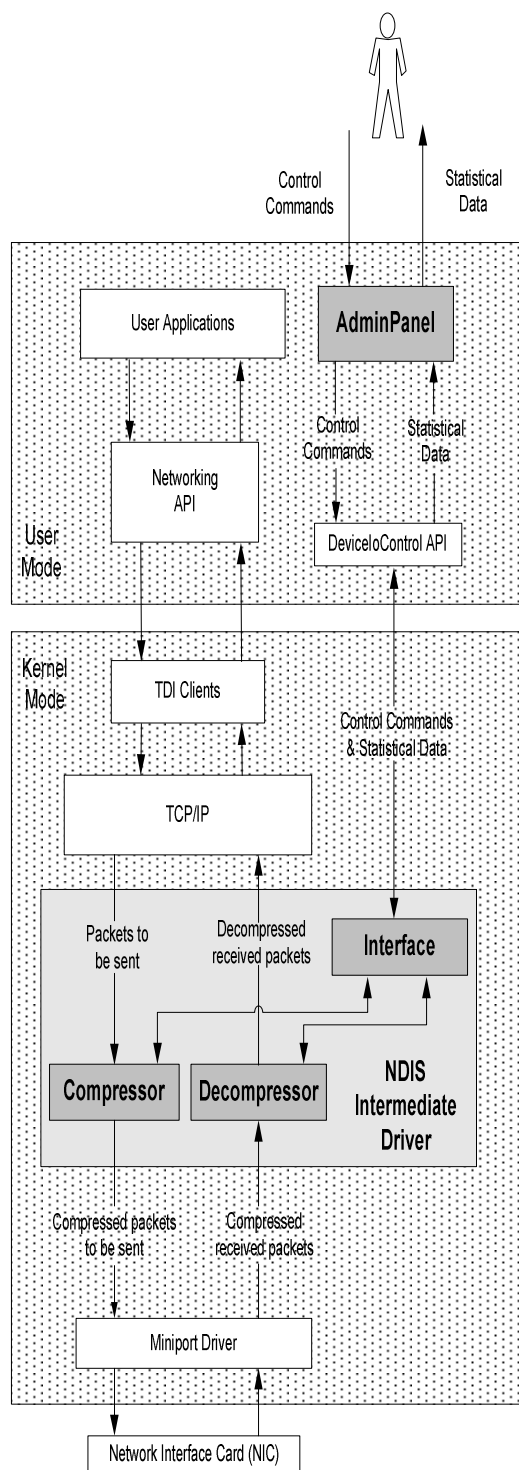 Control
Commands
Statistical
Data
User Applications
AdminPanel
Control
Commands
Statistical
Data
Networking
API
DeviceIoControl API
User
Mode
Kernel
Mode
TDI Clients
Control Commands
& Statistical Data
TCP/IP
Packets to
be sent
Decompressed
received packets
Interface
Compressor
Decompressor
NDIS
Intermediate
Driver
Compressed packets
to be sent
Compressed
received packets
Miniport Driver
Network Interface Card (NIC)